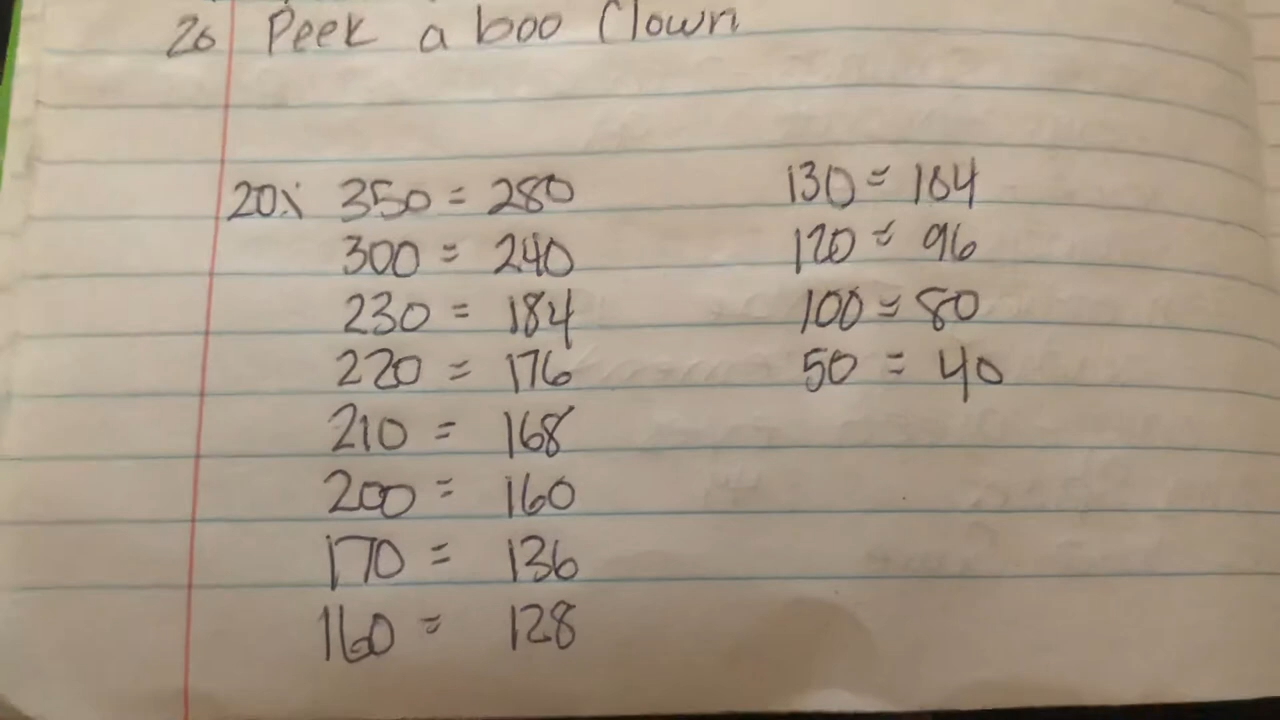 20 Peek a boo Clown
20% 350 = 280
300 = 240
230 = 184
220 = 176
210 = 168
200 = 160
170 = 136
160 = 128
130 = 104
120 = 96
100 = 80
50 = 40